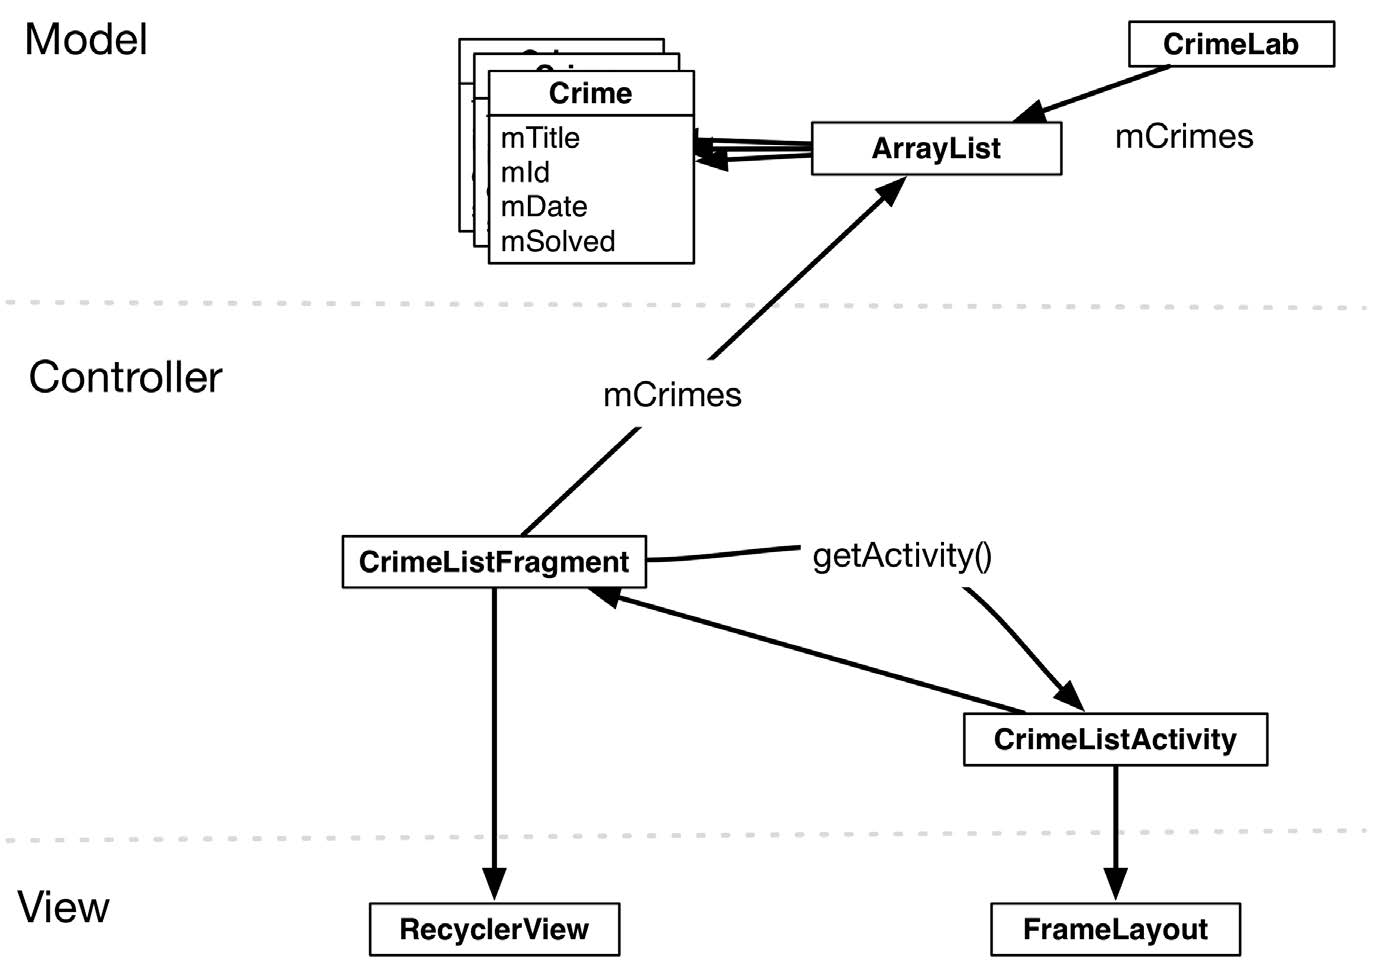 Model
CrimeLab
Crime
mTitle
mId
mDate
mSolved
ArrayList
mCrimes
Controller
mCrimes
CrimeListFragment
getActivity()
CrimeListActivity
View
RecyclerView
FrameLayout